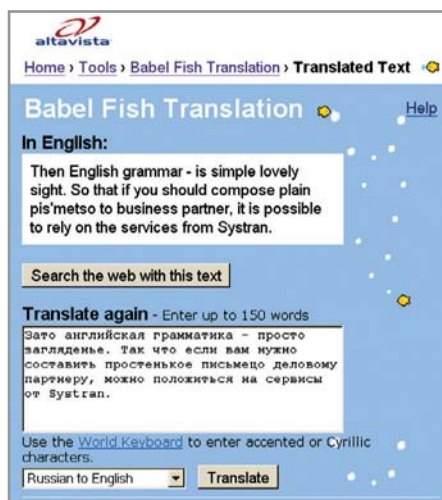 altavista
Home › Tools › Babel Fish Translation › Translated Text
Babel Fish Translation
Help
In English:
Then English grammar - is simple lovely
sight. So that if you should compose plain
pis'metso to business partner, it is possible
to rely on the services from Systran.
Search the web with this text
Translate again - Enter up to 150 words
Зато английская грамматика - просто
загляденье. Так что если вам нужно
составить простенькое письмецо деловому
партнеру, можно положиться на сервисы
от Systran.
Use the World Keyboard to enter accented or Cyrillic
characters.
Russian to English
Translate